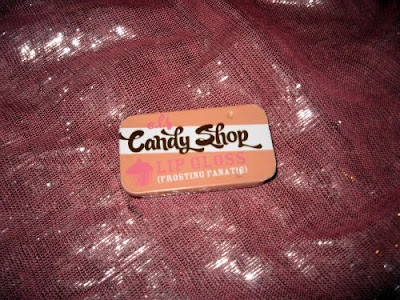 e.l.f.
Candy Shop
LIP GLOSS
(FROSTING FANATIC)